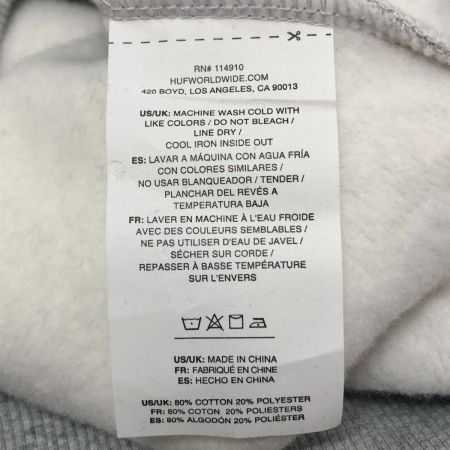 RN# 114910
HUFWORLDWIDE.COM
420 BOYD, LOS ANGELES, CA 90013
US/UK: MACHINE WASH COLD WITH
LIKE COLORS / DO NOT BLEACH /
LINE DRY /
COOL IRON INSIDE OUT
ES: LAVAR A MÁQUINA CON AGUA FRÍA
CON COLORES SIMILARES /
NO USAR BLANQUEADOR / TENDER /
PLANCHAR DEL REVÉS A
TEMPERATURA BAJA
FR: LAVER EN MACHINE À L'EAU FROIDE
AVEC DES COULEURS SEMBLABLES /
NE PAS UTILISER D'EAU DE JAVEL /
SÉCHER SUR CORDE /
REPASSER À BASSE TEMPÉRATURE
SUR L'ENVERS
US/UK: MADE IN CHINA
FR: FABRIQUÉ EN CHINE
ES: HECHO EN CHINA
US/UK: 80% COTTON 20% POLYESTER
FR: 80% COTON 20% POLIESTERS
ES: 80% ALGODÓN 20% POLIÉSTER